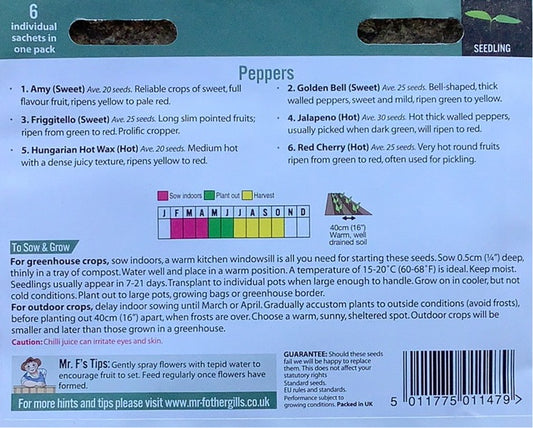 6
individual
sachets in
one pack
SEEDLING
Peppers
• 1. Amy (Sweet) Ave. 20 seeds. Reliable crops of sweet, full
flavour fruit, ripens yellow to pale red.
• 2. Golden Bell (Sweet) Ave. 25 seeds. Bell-shaped, thick
walled peppers, sweet and mild, ripen green to yellow.
• 3. Friggitello (Sweet) Ave. 25 seeds. Long slim pointed fruits;
ripen from green to red. Prolific cropper.
• 4. Jalapeno (Hot) Ave. 30 seeds. Hot thick walled peppers,
usually picked when dark green, will ripen to red.
• 5. Hungarian Hot Wax (Hot) Ave. 20 seeds. Medium hot
with a dense juicy texture, ripens yellow to red.
• 6. Red Cherry (Hot) Ave. 25 seeds. Very hot round fruits
ripen from green to red, often used for pickling.
Sow indoors Plant out Harvest
J F M A M J J A S O N D
40cm (16")
Warm, well
drained soil
To Sow & Grow
For greenhouse crops, sow indoors, a warm kitchen windowsill is all you need for starting these seeds. Sow 0.5cm (¼") deep,
thinly in a tray of compost. Water well and place in a warm position. A temperature of 15-20˚C (60-68˚F) is ideal. Keep moist.
Seedlings usually appear in 7-21 days. Transplant to individual pots when large enough to handle. Grow on in cooler, but not
cold conditions. Plant out to large pots, growing bags or greenhouse border.
For outdoor crops, delay indoor sowing until March or April. Gradually accustom plants to outside conditions (avoid frosts),
before planting out 40cm (16") apart, when frosts are over. Choose a warm, sunny, sheltered spot. Outdoor crops will be
smaller and later than those grown in a greenhouse.
Caution: Chilli juice can irritate eyes and skin.
Mr. F's Tips: Gently spray flowers with tepid water to
encourage fruit to set. Feed regularly once flowers have
formed.
For more hints and tips please visit www.mr-fothergills.co.uk
GUARANTEE: Should these seeds
fail we will be happy to replace
them. This does not affect your
statutory rights
Standard seeds.
EU rules and standards.
Performance subject to
growing conditions. Packed in UK
5 011775 011479 >